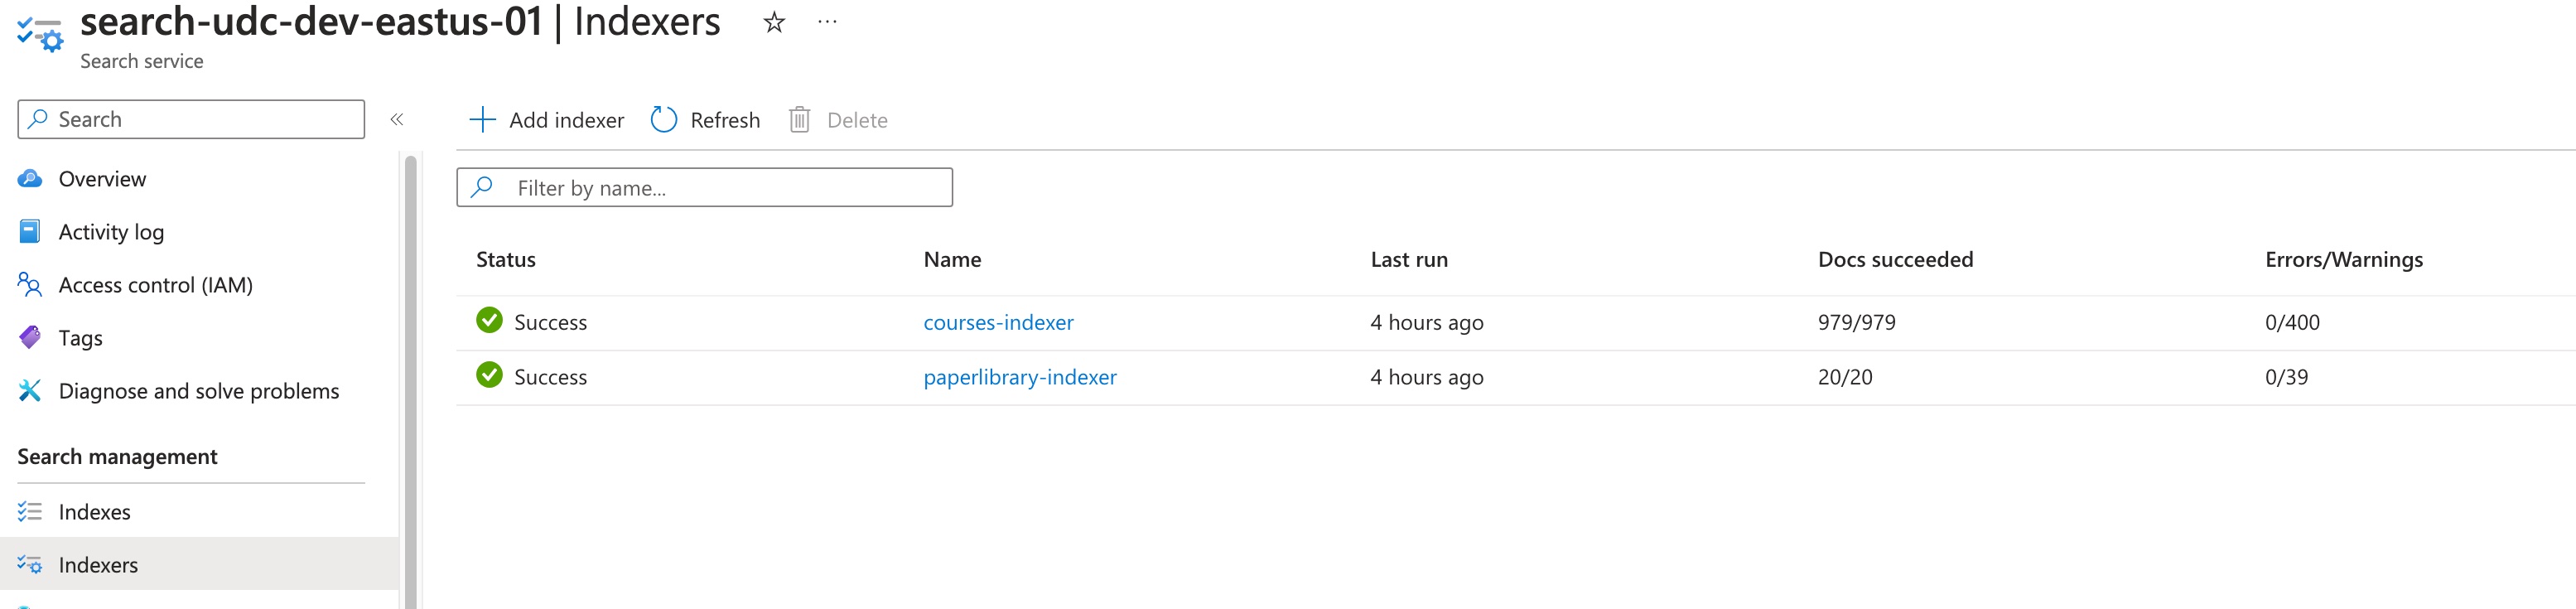 search-udc-dev-eastus-01 | Indexers
Search service
Search
Overview
Activity log
Access control (IAM)
Tags
Diagnose and solve problems
Search management
Indexes
Indexers
Add indexer Refresh Delete
Filter by name...
Status Name Last run Docs succeeded Errors/Warnings
Success courses-indexer 4 hours ago 979/979 0/400
Success paperlibrary-indexer 4 hours ago 20/20 0/39